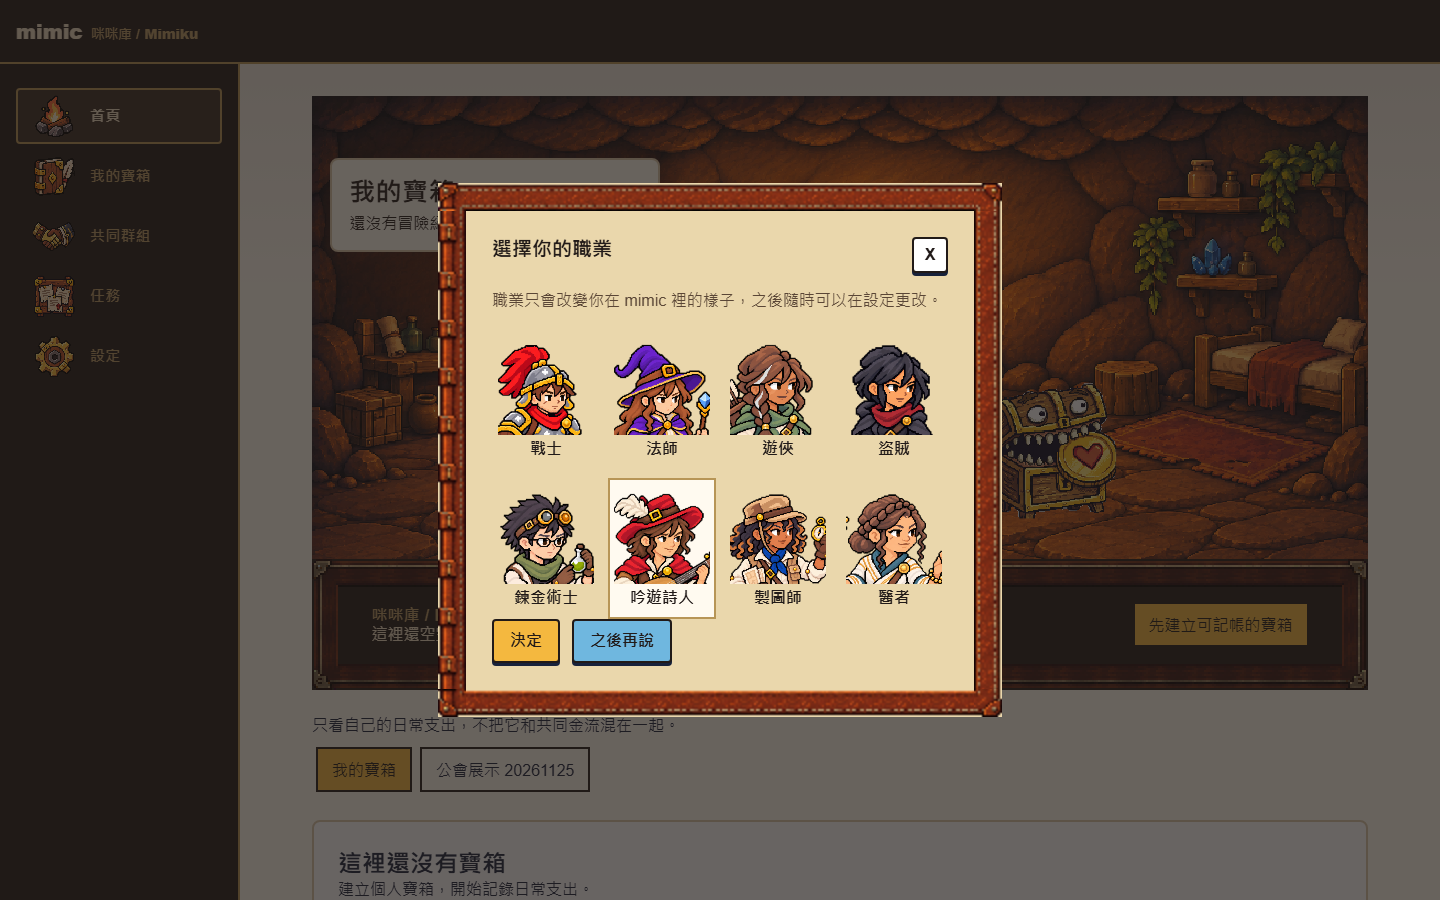 mimic 咪咪庫 / Mimiku
首頁
我的寶箱
共同群組
任務
設定
我的寶箱
還沒有冒險
選擇你的職業
X
職業只會改變你在 mimic 裡的樣子，之後隨時可以在設定更改。
戰士
法師
遊俠
盜賊
鍊金術士
吟遊詩人
製圖師
醫者
決定
之後再說
咪咪庫 /
這裡還空
先建立可記帳的寶箱
只看自己的日常支出，不把它和共同金流混在一起。
我的寶箱
公會展示 20261125
這裡還沒有寶箱
建立個人寶箱，開始記錄日常支出。